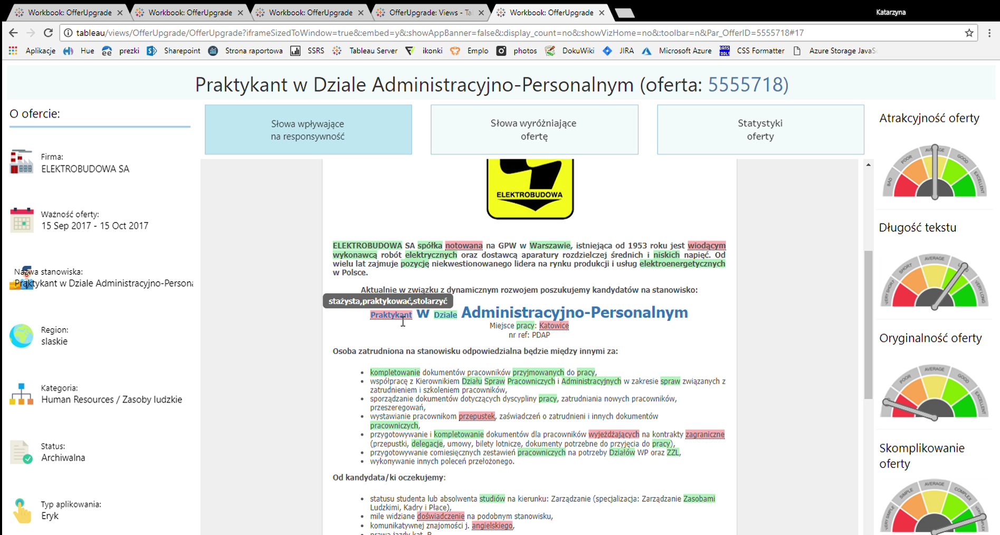 Workbook: OfferUpgrade
Workbook: OfferUpgrade
Workbook: OfferUpgrade
OfferUpgrade: Views - Ta
Workbook: OfferUpgrade
Katarzyna
tableau/views/OfferUpgrade/OfferUpgrade?iframeSizedToWindow=true&:embed=y&:showAppBanner=false&:display_count=no&:showVizHome=no&:toolbar=n&Par_OfferID=5555718#17
Aplikacje Hue prezki Sharepoint Strona raportowa SSRS Tableau Server ikonki Emplo photos DokuWiki JIRA Microsoft Azure CSS Formatter Azure Storage JavaSc
Praktykant w Dziale Administracyjno-Personalnym (oferta: 5555718)
O ofercie:
Firma:
ELEKTROBUDOWA SA
Ważność oferty:
15 Sep 2017 - 15 Oct 2017
Nazwa stanowiska:
Praktykant w Dziale Administracyjno-Persona
Region:
slaskie
Kategoria:
Human Resources / Zasoby ludzkie
Status:
Archiwalna
Typ aplikowania:
Eryk
Słowa wpływające
na responsywność
Słowa wyróżniające
ofertę
Statystyki
oferty
ELEKTROBUDOWA
ELEKTROBUDOWA SA spółka notowana na GPW w Warszawie, istniejąca od 1953 roku jest wiodącym
wykonawcą robót elektrycznych oraz dostawcą aparatury rozdzielczej średnich i niskich napięć. Od
wielu lat zajmuje pozycję niekwestionowanego lidera na rynku produkcji i usług elektroenergetycznych
w Polsce.
Aktualnie w związku z dynamicznym rozwojem poszukujemy kandydatów na stanowisko:
stażysta,praktykować,stolarzyć
Praktykant w Dziale Administracyjno-Personalnym
Miejsce pracy: Katowice
nr ref: PDAP
Osoba zatrudniona na stanowisku odpowiedzialna będzie między innymi za:
• kompletowanie dokumentów pracowników przyjmowanych do pracy,
• współpracę z Kierownikiem Działu Spraw Pracowniczych i Administracyjnych w zakresie spraw związanych z
zatrudnieniem i szkoleniem pracowników,
• sporządzanie dokumentów dotyczących dyscypliny pracy, zatrudniania nowych pracowników,
przeszeregowań,
• wystawianie pracownikom przepustek, zaświadczeń o zatrudnieni i innych dokumentów
pracowniczych,
• przygotowywanie i kompletowanie dokumentów dla pracowników wyjeżdżających na kontrakty zagraniczne
(przepustki, delegacje, umowy, bilety lotnicze, dokumenty potrzebne do przyjęcia do pracy),
• przygotowywanie comiesięcznych zestawień pracowniczych na potrzeby Działów WP oraz ZZL,
• wykonywanie innych poleceń przełożonego.
Od kandydata/ki oczekujemy:
• statusu studenta lub absolwenta studiów na kierunku: Zarządzanie (specjalizacja: Zarządzanie Zasobami
Ludzkimi, Kadry i Płace),
• mile widziane doświadczenie na podobnym stanowisku,
• komunikatywnej znajomości j. angielskiego,
Atrakcyjność oferty
BAD POOR AVERAGE GOOD EXCELLENT
Długość tekstu
VERY SHORT SHORT AVERAGE VERY LONG
Oryginalność oferty
POOR AVERAGE GOOD EXCELLENT
Skomplikowanie
oferty
VERY SIMPLE SIMPLE AVERAGE COMPLEX